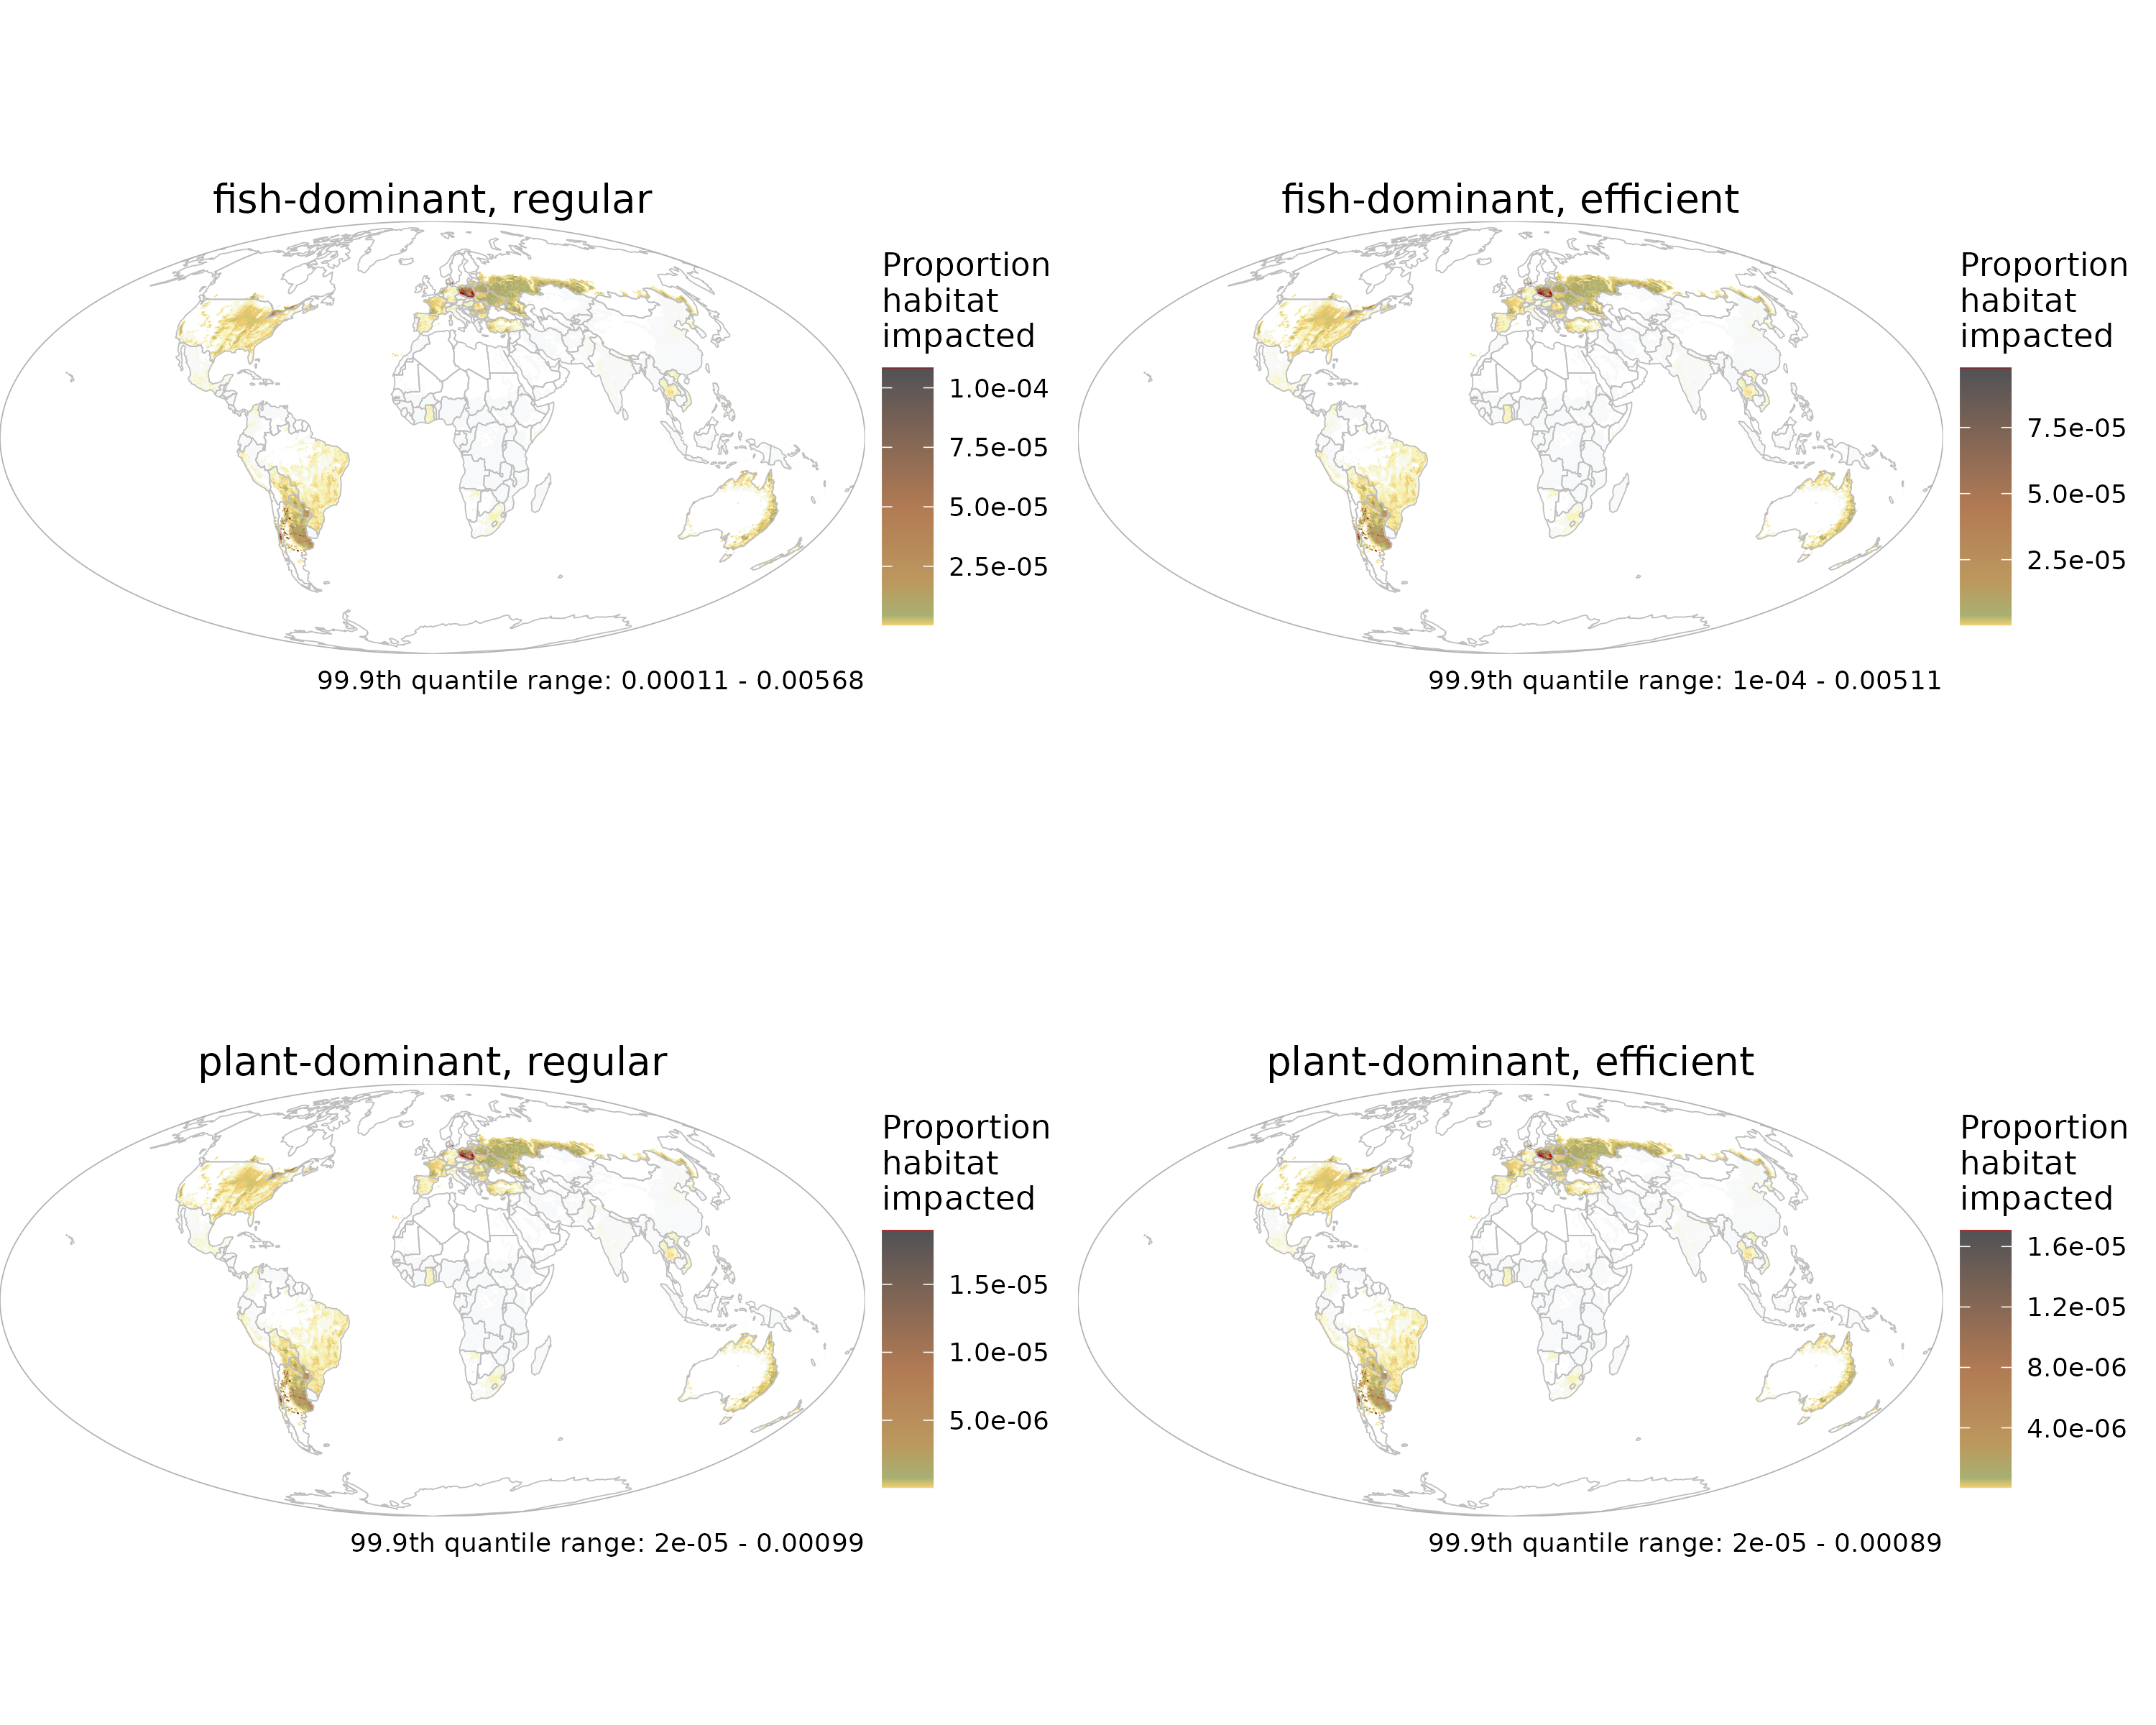 fish-dominant, regular
Proportion
habitat
impacted
1.0e-04
7.5e-05
5.0e-05
2.5e-05
99.9th quantile range: 0.00011 - 0.00568
fish-dominant, efficient
Proportion
habitat
impacted
7.5e-05
5.0e-05
2.5e-05
99.9th quantile range: 1e-04 - 0.00511
plant-dominant, regular
Proportion
habitat
impacted
1.5e-05
1.0e-05
5.0e-06
99.9th quantile range: 2e-05 - 0.00099
plant-dominant, efficient
Proportion
habitat
impacted
1.6e-05
1.2e-05
8.0e-06
4.0e-06
99.9th quantile range: 2e-05 - 0.00089